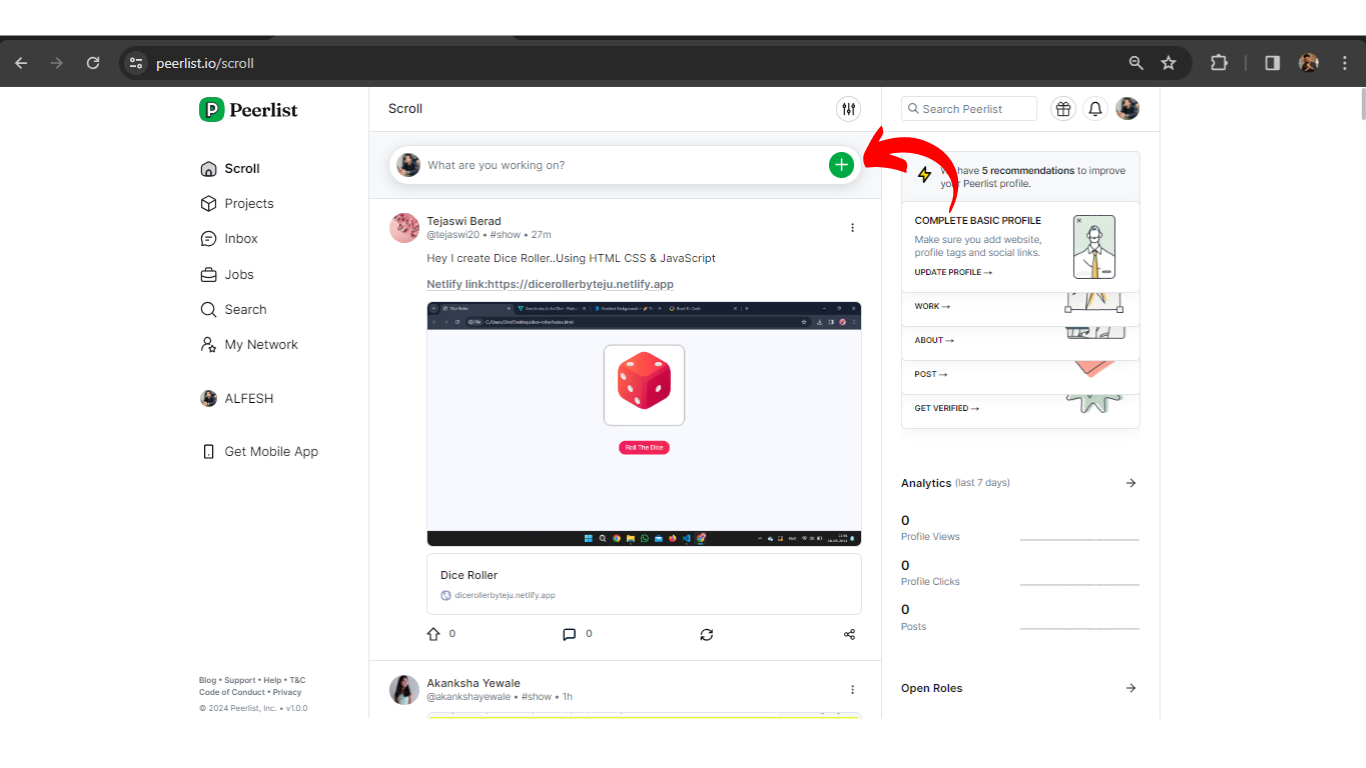 peerlist.io/scroll
Peerlist
Scroll
Projects
Inbox
Jobs
Search
My Network
ALFESH
Get Mobile App
Blog • Support • Help • T&C
Code of Conduct • Privacy
© 2024 Peerlist, Inc. • v1.0.0
Scroll
What are you working on?
Tejaswi Berad
@tejaswi20 • #show • 27m
Hey I create Dice Roller..Using HTML CSS & JavaScript
Netlify link:https://dicerollerbyteju.netlify.app
Dice Roller
Roll The Dice
Dice Roller
dicerollerbyteju.netlify.app
0
0
Akanksha Yewale
@akankshayewale • #show • 1h
Search Peerlist
have 5 recommendations to improve
your Peerlist profile.
COMPLETE BASIC PROFILE
Make sure you add website,
profile tags and social links.
UPDATE PROFILE →
WORK →
ABOUT →
POST →
GET VERIFIED →
Analytics (last 7 days)
0
Profile Views
0
Profile Clicks
0
Posts
Open Roles